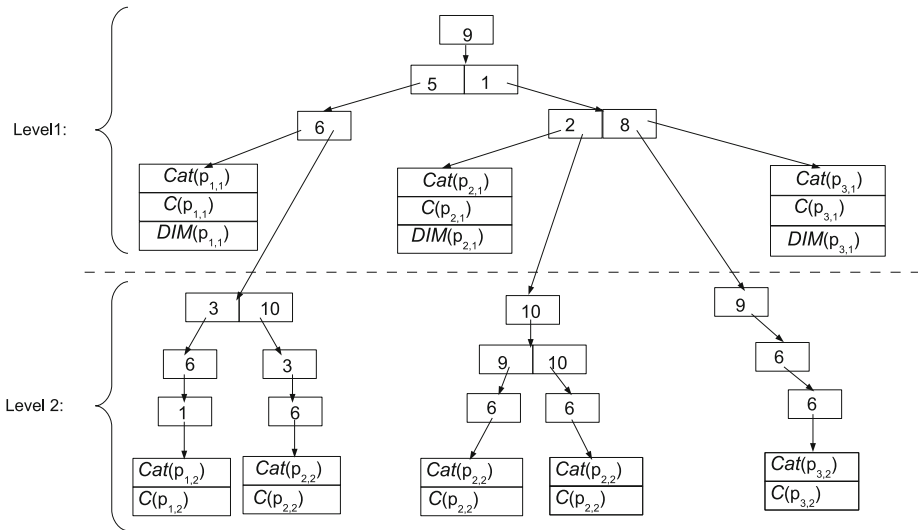 9
5 1
Level1:
6
2 8
Cat(p1,1)
C(p1,1)
DIM(p1,1)
Cat(p2,1)
C(p2,1)
DIM(p2,1)
Cat(p3,1)
C(p3,1)
DIM(p3,1)
Level 2:
3 10
6 3
1 6
Cat(p1,2)
C(p1,2)
Cat(p2,2)
C(p2,2)
10
9 10
6 6
Cat(p2,2)
C(p2,2)
Cat(p2,2)
C(p2,2)
9
6
6
Cat(p3,2)
C(p3,2)